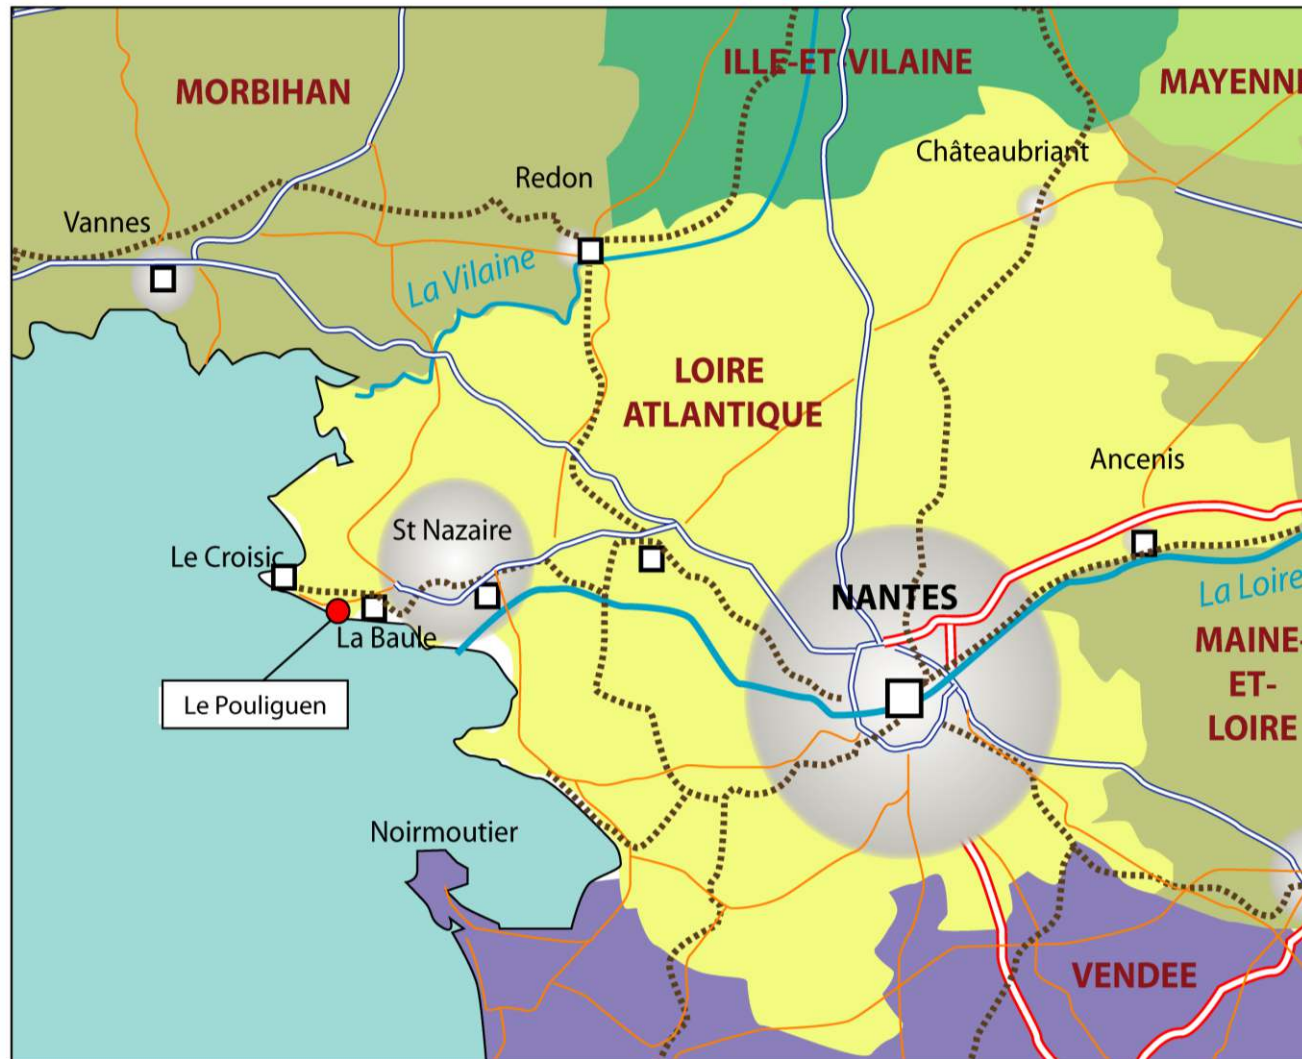 ILLE-ET-VILAINE
MORBIHAN
MAYENN
Châteaubriant
Redon
Vannes
La Vilaine
LOIRE
ATLANTIQUE
Ancenis
St Nazaire
Le Croisic
NANTES
La Loire
La Baule
MAINE-
ET-
LOIRE
Le Pouliguen
Noirmoutier
VENDEE